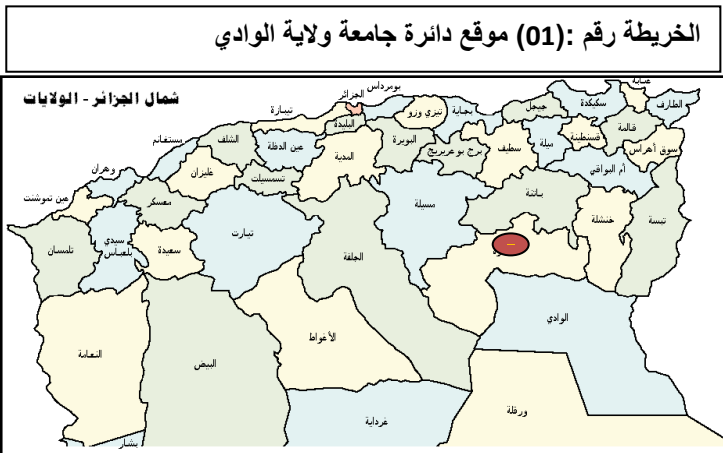 الخريطة رقم :(01) موقع دائرة جامعة ولاية الوادي
شمال الجزائر - الولايات
عنابة
بومرداس
الجزائر
تيبازة
البليدة
تيزي وزو
بجاية
جيجل
سكيكدة
الطارف
قالمة
قسنطينة
سوق أهراس
ميلة
سطيف
برج بوعريريج
البويرة
المدية
عين الدفلة
الشلف
مستغانم
وهران
غليزان
تسمسيلت
معسكر
عين تموشنت
أم البواقي
باتنة
خنشلة
تبسة
مسيلة
الجلفة
تيارت
سعيدة
سيدي
بلعباس
تلمسان
الوادي
الأغواط
النعامة
البيض
ورقلة
غرداية
بشار